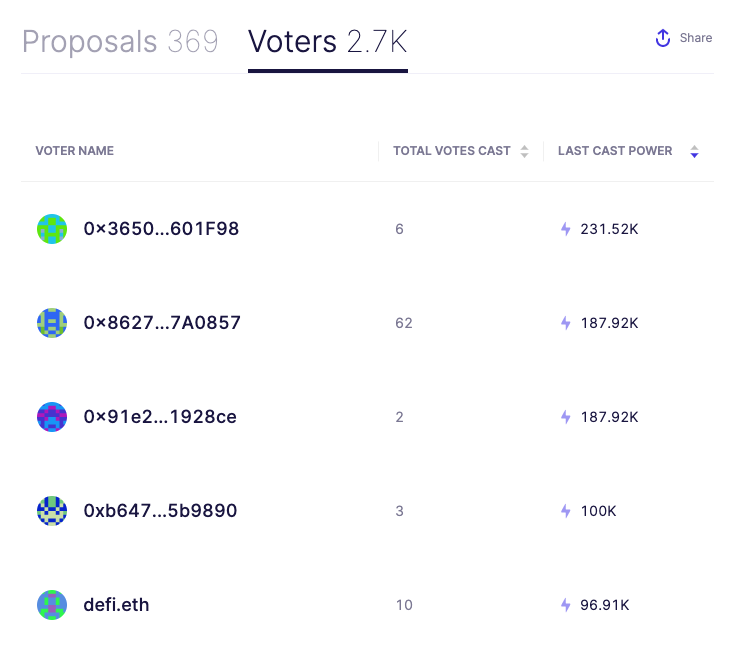 Proposals 369 Voters 2.7K Share
VOTER NAME TOTAL VOTES CAST LAST CAST POWER
0x3650...601F98 6 231.52K
0x8627...7A0857 62 187.92K
0x91e2...1928ce 2 187.92K
0xb647...5b9890 3 100K
defi.eth 10 96.91K